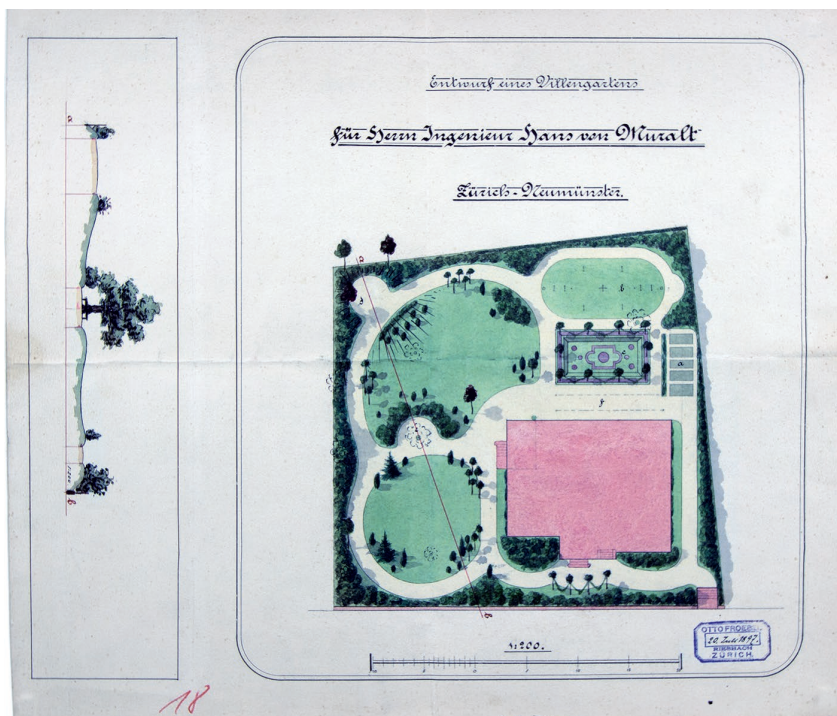 Entwurf eines Villengartens
für Herrn Ingenieur Hans von Muralt
Zürich-Neumünster.
a
a
b
a
f
b
b
1:200.
OTTO FROEBEL.
20. Juli 1897.
RIESBACH
ZÜRICH.
18